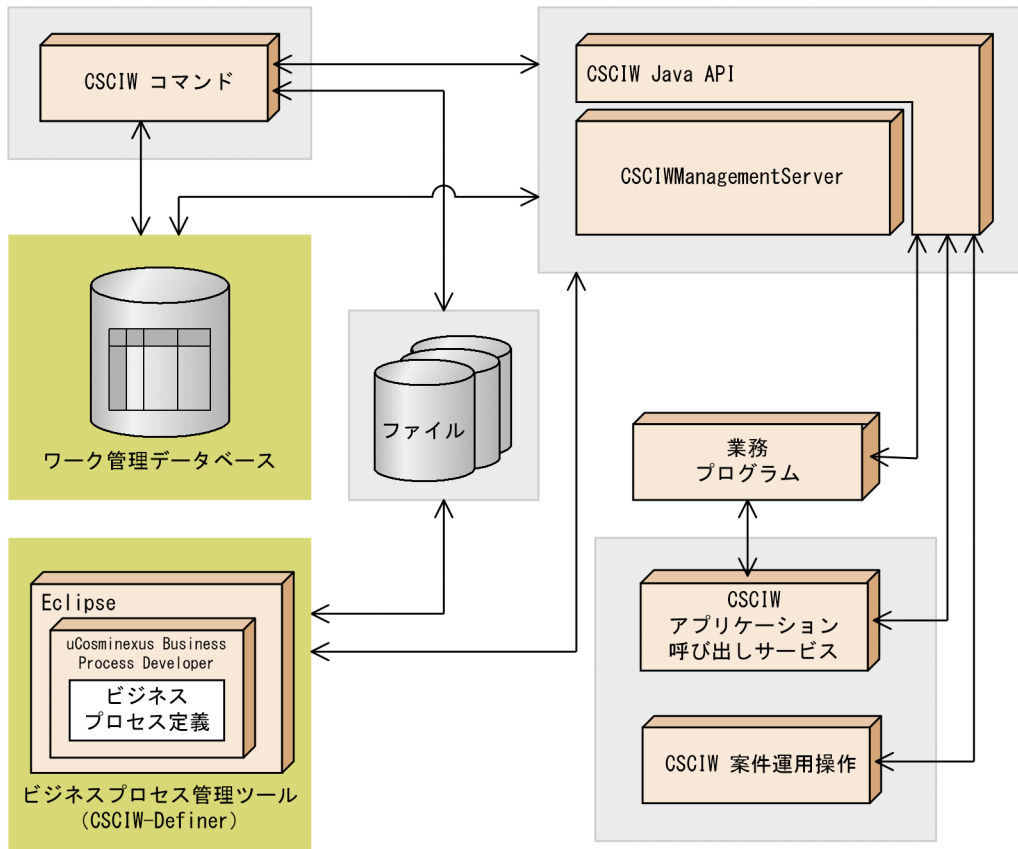 CSCIW コマンド
CSCIW Java API
CSCIWManagementServer
ワーク管理データベース
ファイル
業務
プログラム
Eclipse
uCosminexus Business
Process Developer
ビジネス
プロセス定義
ビジネスプロセス管理ツール
(CSCIW-Definer)
CSCIW
アプリケーション
呼び出しサービス
CSCIW 案件運用操作